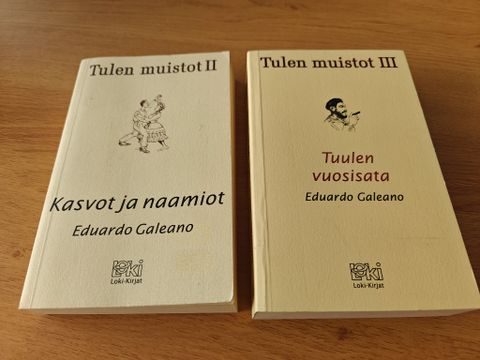 Tulen muistot II
Kasvot ja naamiot
Eduardo Galeano
Loki
Loki-Kirjat
Tulen muistot III
Tuulen
vuosisata
Eduardo Galeano
Loki
Loki-Kirjat